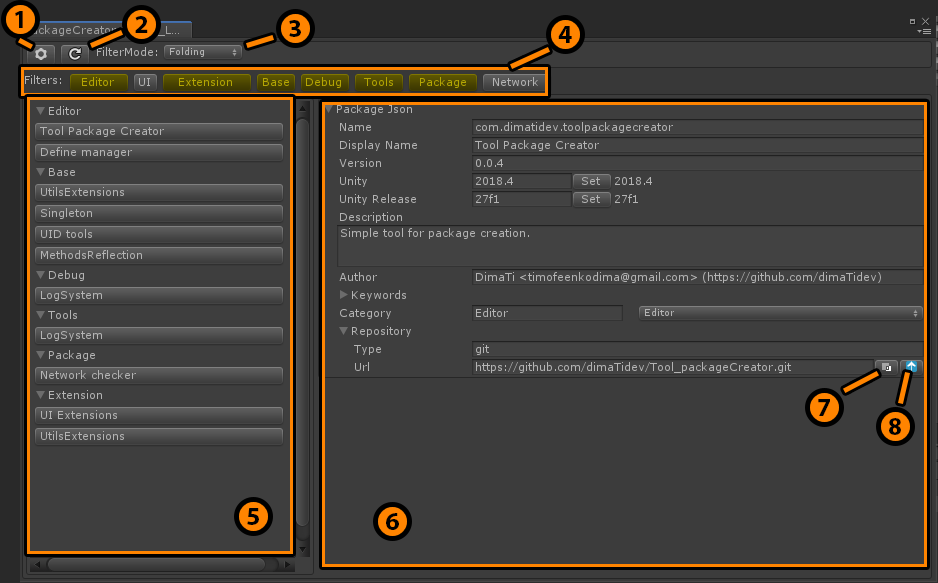 1
2
3
4
ackageCreator
_L...
FilterMode: Folding
Filters: Editor UI Extension Base Debug Tools Package Network
Editor
Tool Package Creator
Define manager
Base
UtilsExtensions
Singleton
UID tools
MethodsReflection
Debug
LogSystem
Tools
LogSystem
Package
Network checker
Extension
UI Extensions
UtilsExtensions
5
Package Json
Name com.dimatidev.toolpackagecreator
Display Name Tool Package Creator
Version 0.0.4
Unity 2018.4 Set 2018.4
Unity Release 27f1 Set 27f1
Description
Simple tool for package creation.
Author DimaTi <timofeenkodima@gmail.com> (https://github.com/dimaTidev)
Keywords
Category Editor Editor
Repository
Type git
Url https://github.com/dimaTidev/Tool_packageCreator.git
7
8
6